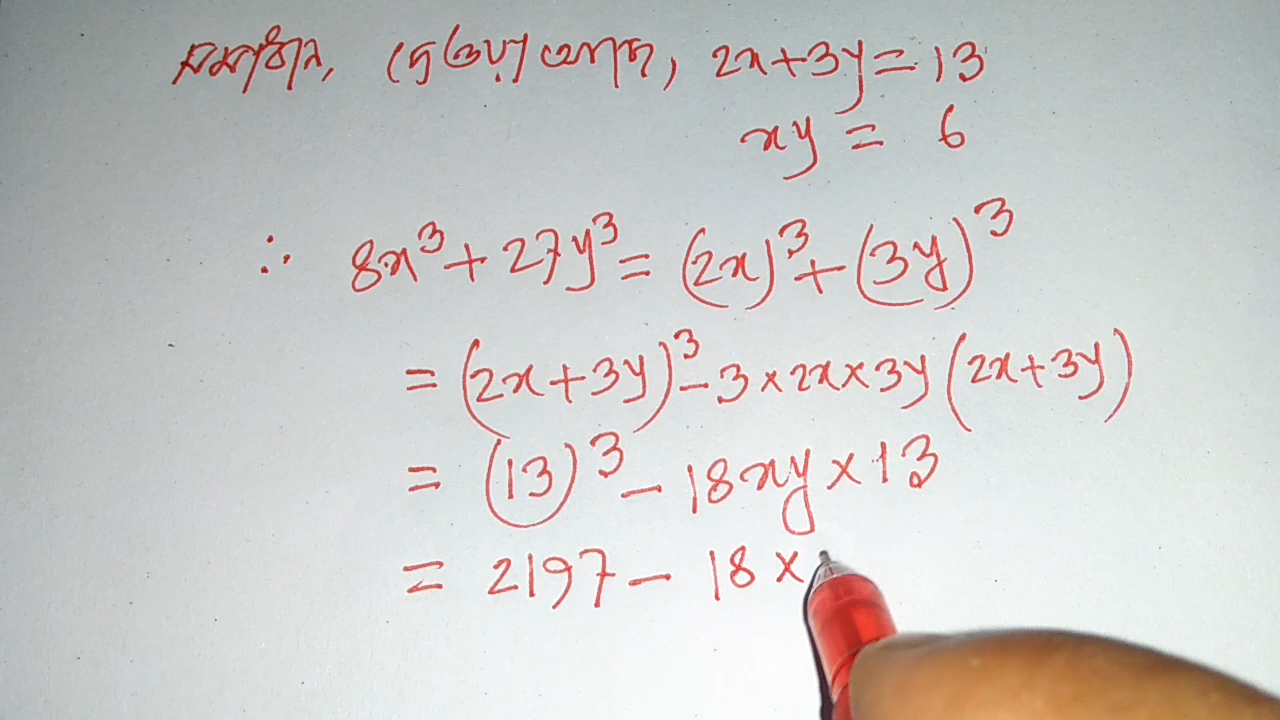 সমাধান, দেওয়া আছে, 2x+3y=13
xy = 6
∴ 8x³+27y³ = (2x)³+(3y)³
= (2x+3y)³-3×2x×3y(2x+3y)
= (13)³-18xy×13
= 2197-18×